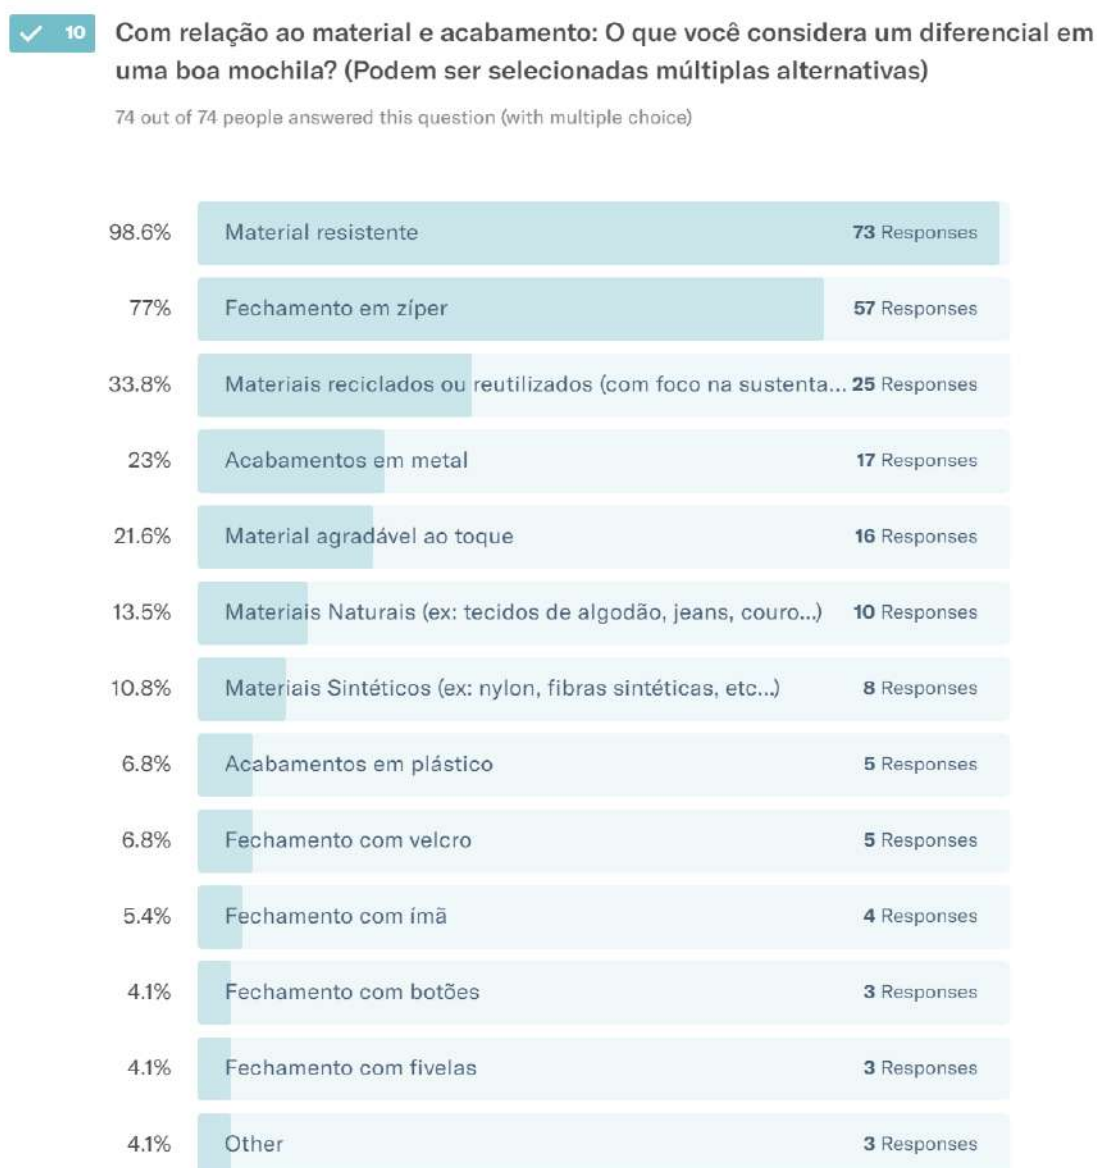 10
Com relação ao material e acabamento: O que você considera um diferencial em
uma boa mochila? (Podem ser selecionadas múltiplas alternativas)
74 out of 74 people answered this question (with multiple choice)
98.6% Material resistente 73 Responses
77% Fechamento em zíper 57 Responses
33.8% Materiais reciclados ou reutilizados (com foco na sustenta... 25 Responses
23% Acabamentos em metal 17 Responses
21.6% Material agradável ao toque 16 Responses
13.5% Materiais Naturais (ex: tecidos de algodão, jeans, couro...) 10 Responses
10.8% Materiais Sintéticos (ex: nylon, fibras sintéticas, etc...) 8 Responses
6.8% Acabamentos em plástico 5 Responses
6.8% Fechamento com velcro 5 Responses
5.4% Fechamento com ímã 4 Responses
4.1% Fechamento com botões 3 Responses
4.1% Fechamento com fivelas 3 Responses
4.1% Other 3 Responses